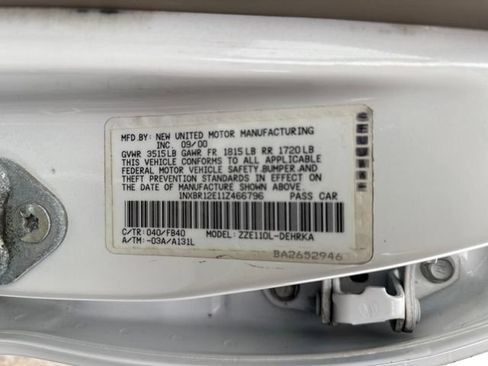 MFD.BY: NEW UNITED MOTOR MANUFACTURING
INC. 09/00
GVWR 3515LB GAWR FR 1815LB RR 1720LB
THIS VEHICLE CONFORMS TO ALL APPLICABLE
FEDERAL MOTOR VEHICLE SAFETY,BUMPER,AND
THEFT PREVENTION STANDARDS IN EFFECT ON
THE DATE OF MANUFACTURE SHOWN ABOVE.
1NXBR12E11Z466796 PASS CAR
C/TR: 040/FB40 MODEL: ZZE110L-DEHRKA
A/TM: -03A/A131L
BA2652946